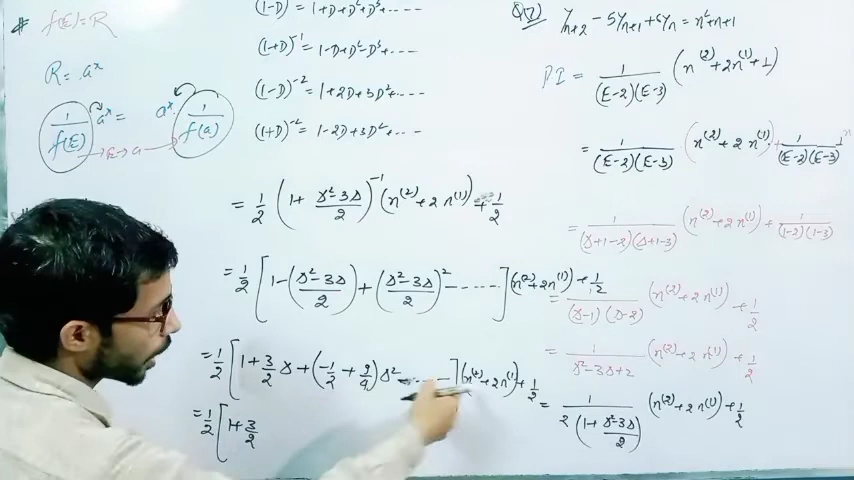 # f(E) = R
R = a^x
1/f(E) a^x = a^x · 1/f(a)
E → a
(1-D) = 1+D+D²+D³+-----
(1+D)^-1 = 1-D+D²-D³+....
(1-D)^-2 = 1+2D+3D²+----
(1+D)^-2 = 1-2D+3D²+---
= 1/2 (1 + (Δ²-3Δ)/2)^-1 (n^(2)+2n^(1)) + 1/2
= 1/2 [1 - ((Δ²-3Δ)/2) + ((Δ²-3Δ)/2)² ------] (n^(2)+2n^(1)) + 1/2
= 1/2 [1 + 3/2 Δ + (-1/2 + 9/4) Δ² ------] (n^(2)+2n^(1)) + 1/2
= 1/2 [1 + 3/2
Q(7) y_n+2 - 5y_n+1 + 6y_n = n²+n+1
PI = 1/((E-2)(E-3)) (n^(2)+2n^(1)+1)
= 1/((E-2)(E-3)) (n^(2)+2n^(1)) + 1/((E-2)(E-3)) 1^n
= 1/((Δ+1-2)(Δ+1-3)) (n^(2)+2n^(1)) + 1/((1-2)(1-3))
= 1/((Δ-1)(Δ-2)) (n^(2)+2n^(1)) + 1/2
= 1/(Δ²-3Δ+2) (n^(2)+2n^(1)) + 1/2
= 1/(2(1+(Δ²-3Δ)/2)) (n^(2)+2n^(1)) + 1/2